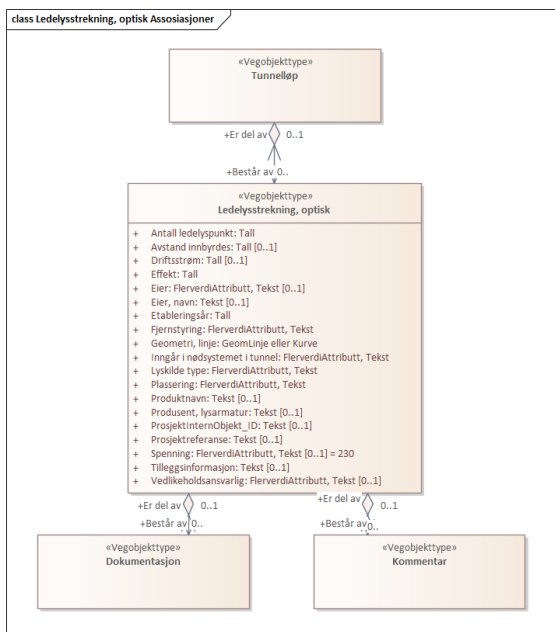 class Ledelysstrekning, optisk Assosiasjoner
«Vegobjekttype»
Tunnelløp
+Er del av 0..1
+Består av 0..
«Vegobjekttype»
Ledelysstrekning, optisk
+ Antall ledelyspunkt: Tall
+ Avstand innbyrdes: Tall [0..1]
+ Driftsstrøm: Tall [0..1]
+ Effekt: Tall
+ Eier: FlerverdiAttributt, Tekst [0..1]
+ Eier, navn: Tekst [0..1]
+ Etableringsår: Tall
+ Fjernstyring: FlerverdiAttributt, Tekst
+ Geometri, linje: GeomLinje eller Kurve
+ Inngår i nødsystemet i tunnel: FlerverdiAttributt, Tekst
+ Lyskilde type: FlerverdiAttributt, Tekst
+ Plassering: FlerverdiAttributt, Tekst
+ Produktnavn: Tekst [0..1]
+ Produsent, lysarmatur: Tekst [0..1]
+ ProsjektInternObjekt_ID: Tekst [0..1]
+ Prosjektreferanse: Tekst [0..1]
+ Spenning: FlerverdiAttributt, Tekst [0..1] = 230
+ Tilleggsinformasjon: Tekst [0..1]
+ Vedlikeholdsansvarlig: FlerverdiAttributt, Tekst [0..1]
+Er del av 0..1
+Består av 0..
«Vegobjekttype»
Dokumentasjon
+Er del av 0..1
+Består av 0..
«Vegobjekttype»
Kommentar